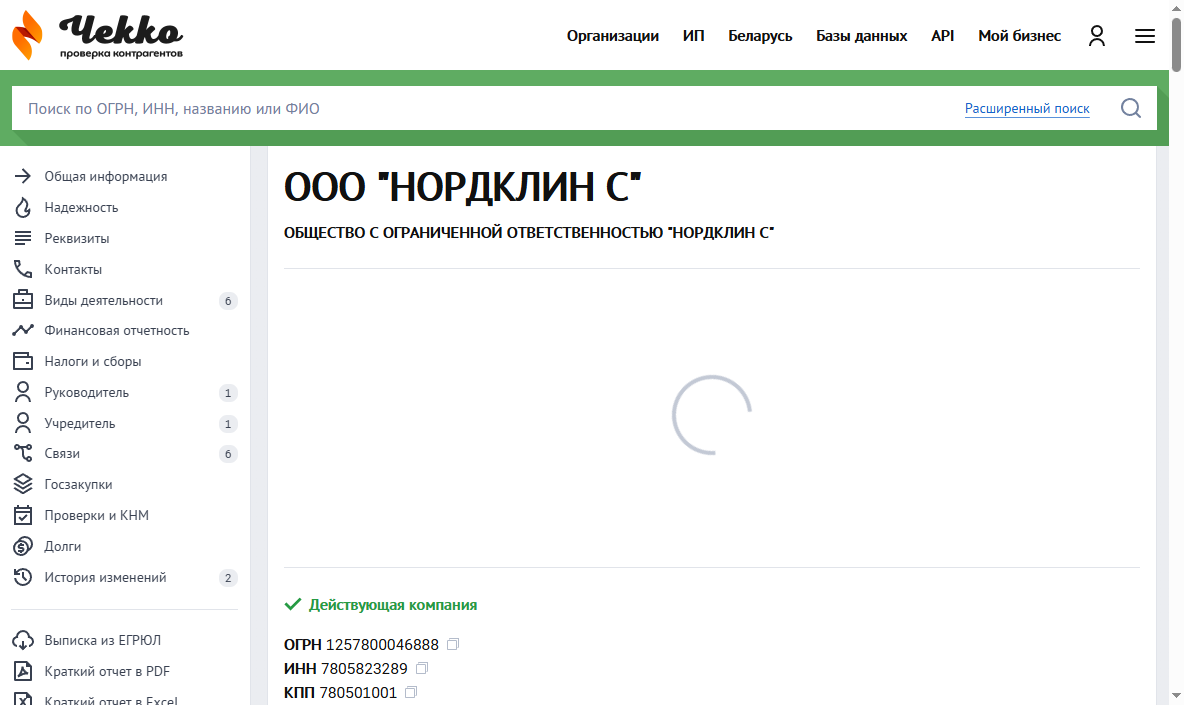 Чекко
проверка контрагентов
Организации ИП Беларусь Базы данных API Мой бизнес
Поиск по ОГРН, ИНН, названию или ФИО Расширенный поиск
Общая информация
Надежность
Реквизиты
Контакты
Виды деятельности 6
Финансовая отчетность
Налоги и сборы
Руководитель 1
Учредитель 1
Связи 6
Госзакупки
Проверки и КНМ
Долги
История изменений 2
Выписка из ЕГРЮЛ
Краткий отчет в PDF
Краткий отчет в Excel
ООО "НОРДКЛИН С"
ОБЩЕСТВО С ОГРАНИЧЕННОЙ ОТВЕТСТВЕННОСТЬЮ "НОРДКЛИН С"
Действующая компания
ОГРН 1257800046888
ИНН 7805823289
КПП 780501001